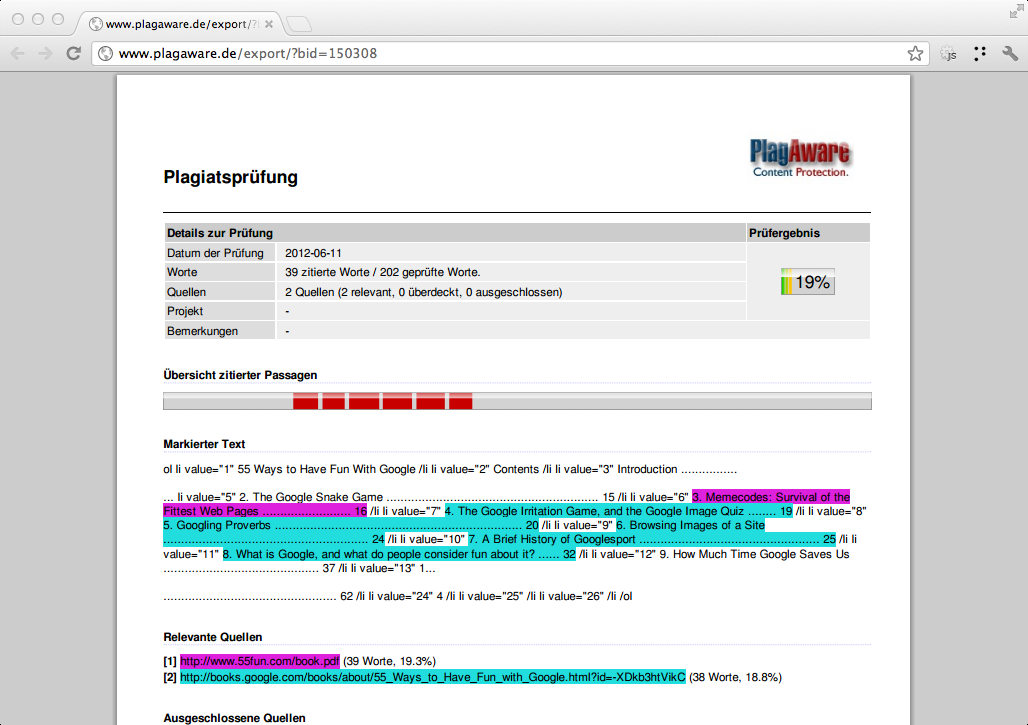 www.plagaware.de/export/?
www.plagaware.de/export/?bid=150308
JS
PlagAware
Content Protection.
Plagiatsprüfung
Details zur Prüfung Prüfergebnis
Datum der Prüfung 2012-06-11
Worte 39 zitierte Worte / 202 geprüfte Worte.
19%
Quellen 2 Quellen (2 relevant, 0 überdeckt, 0 ausgeschlossen)
Projekt -
Bemerkungen -
Übersicht zitierter Passagen
Markierter Text
ol li value="1" 55 Ways to Have Fun With Google /li li value="2" Contents /li li value="3" Introduction ................
... li value="5" 2. The Google Snake Game ......................................................... 15 /li li value="6" 3. Memecodes: Survival of the
Fittest Web Pages ........................ 16 /li li value="7" 4. The Google Irritation Game, and the Google Image Quiz ........ 19 /li li value="8"
5. Googling Proverbs .................................................................. 20 /li li value="9" 6. Browsing Images of a Site
....................................................... 24 /li li value="10" 7. A Brief History of Googlesport ................................................ 25 /li li
value="11" 8. What is Google, and what do people consider fun about it? ...... 32 /li li value="12" 9. How Much Time Google Saves Us
.......................................... 37 /li li value="13" 1...
............................................... 62 /li li value="24" 4 /li li value="25" /li li value="26" /li /ol
Relevante Quellen
[1] http://www.55fun.com/book.pdf (39 Worte, 19.3%)
[2] http://books.google.com/books/about/55_Ways_to_Have_Fun_with_Google.html?id=-XDkb3htVikC (38 Worte, 18.8%)
Ausgeschlossene Quellen